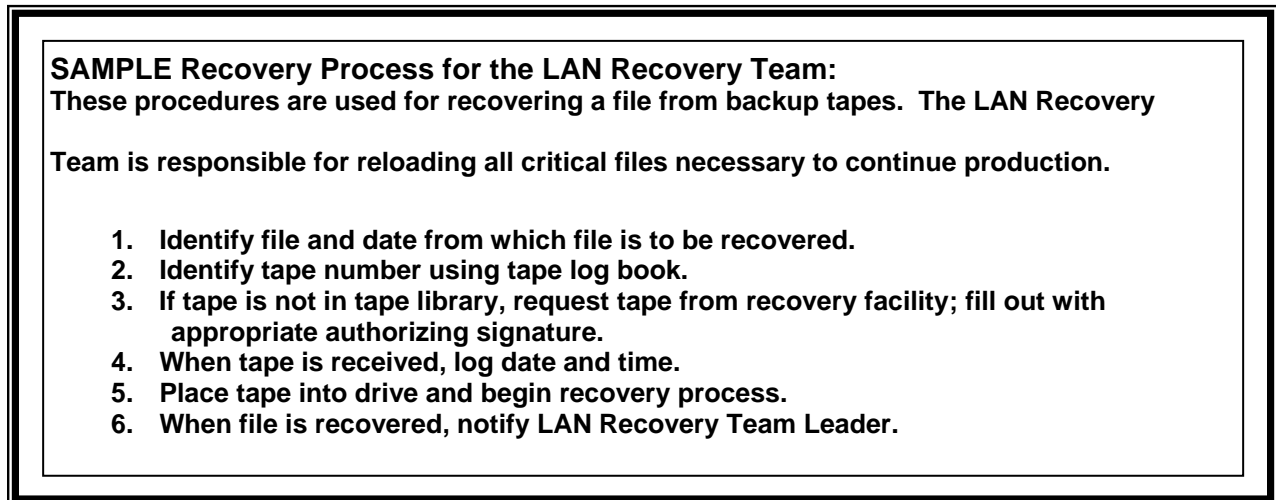 SAMPLE Recovery Process for the LAN Recovery Team:
These procedures are used for recovering a file from backup tapes.  The LAN Recovery
Team is responsible for reloading all critical files necessary to continue production.
1. Identify file and date from which file is to be recovered.
2. Identify tape number using tape log book.
3. If tape is not in tape library, request tape from recovery facility; fill out with
appropriate authorizing signature.
4. When tape is received, log date and time.
5. Place tape into drive and begin recovery process.
6. When file is recovered, notify LAN Recovery Team Leader.